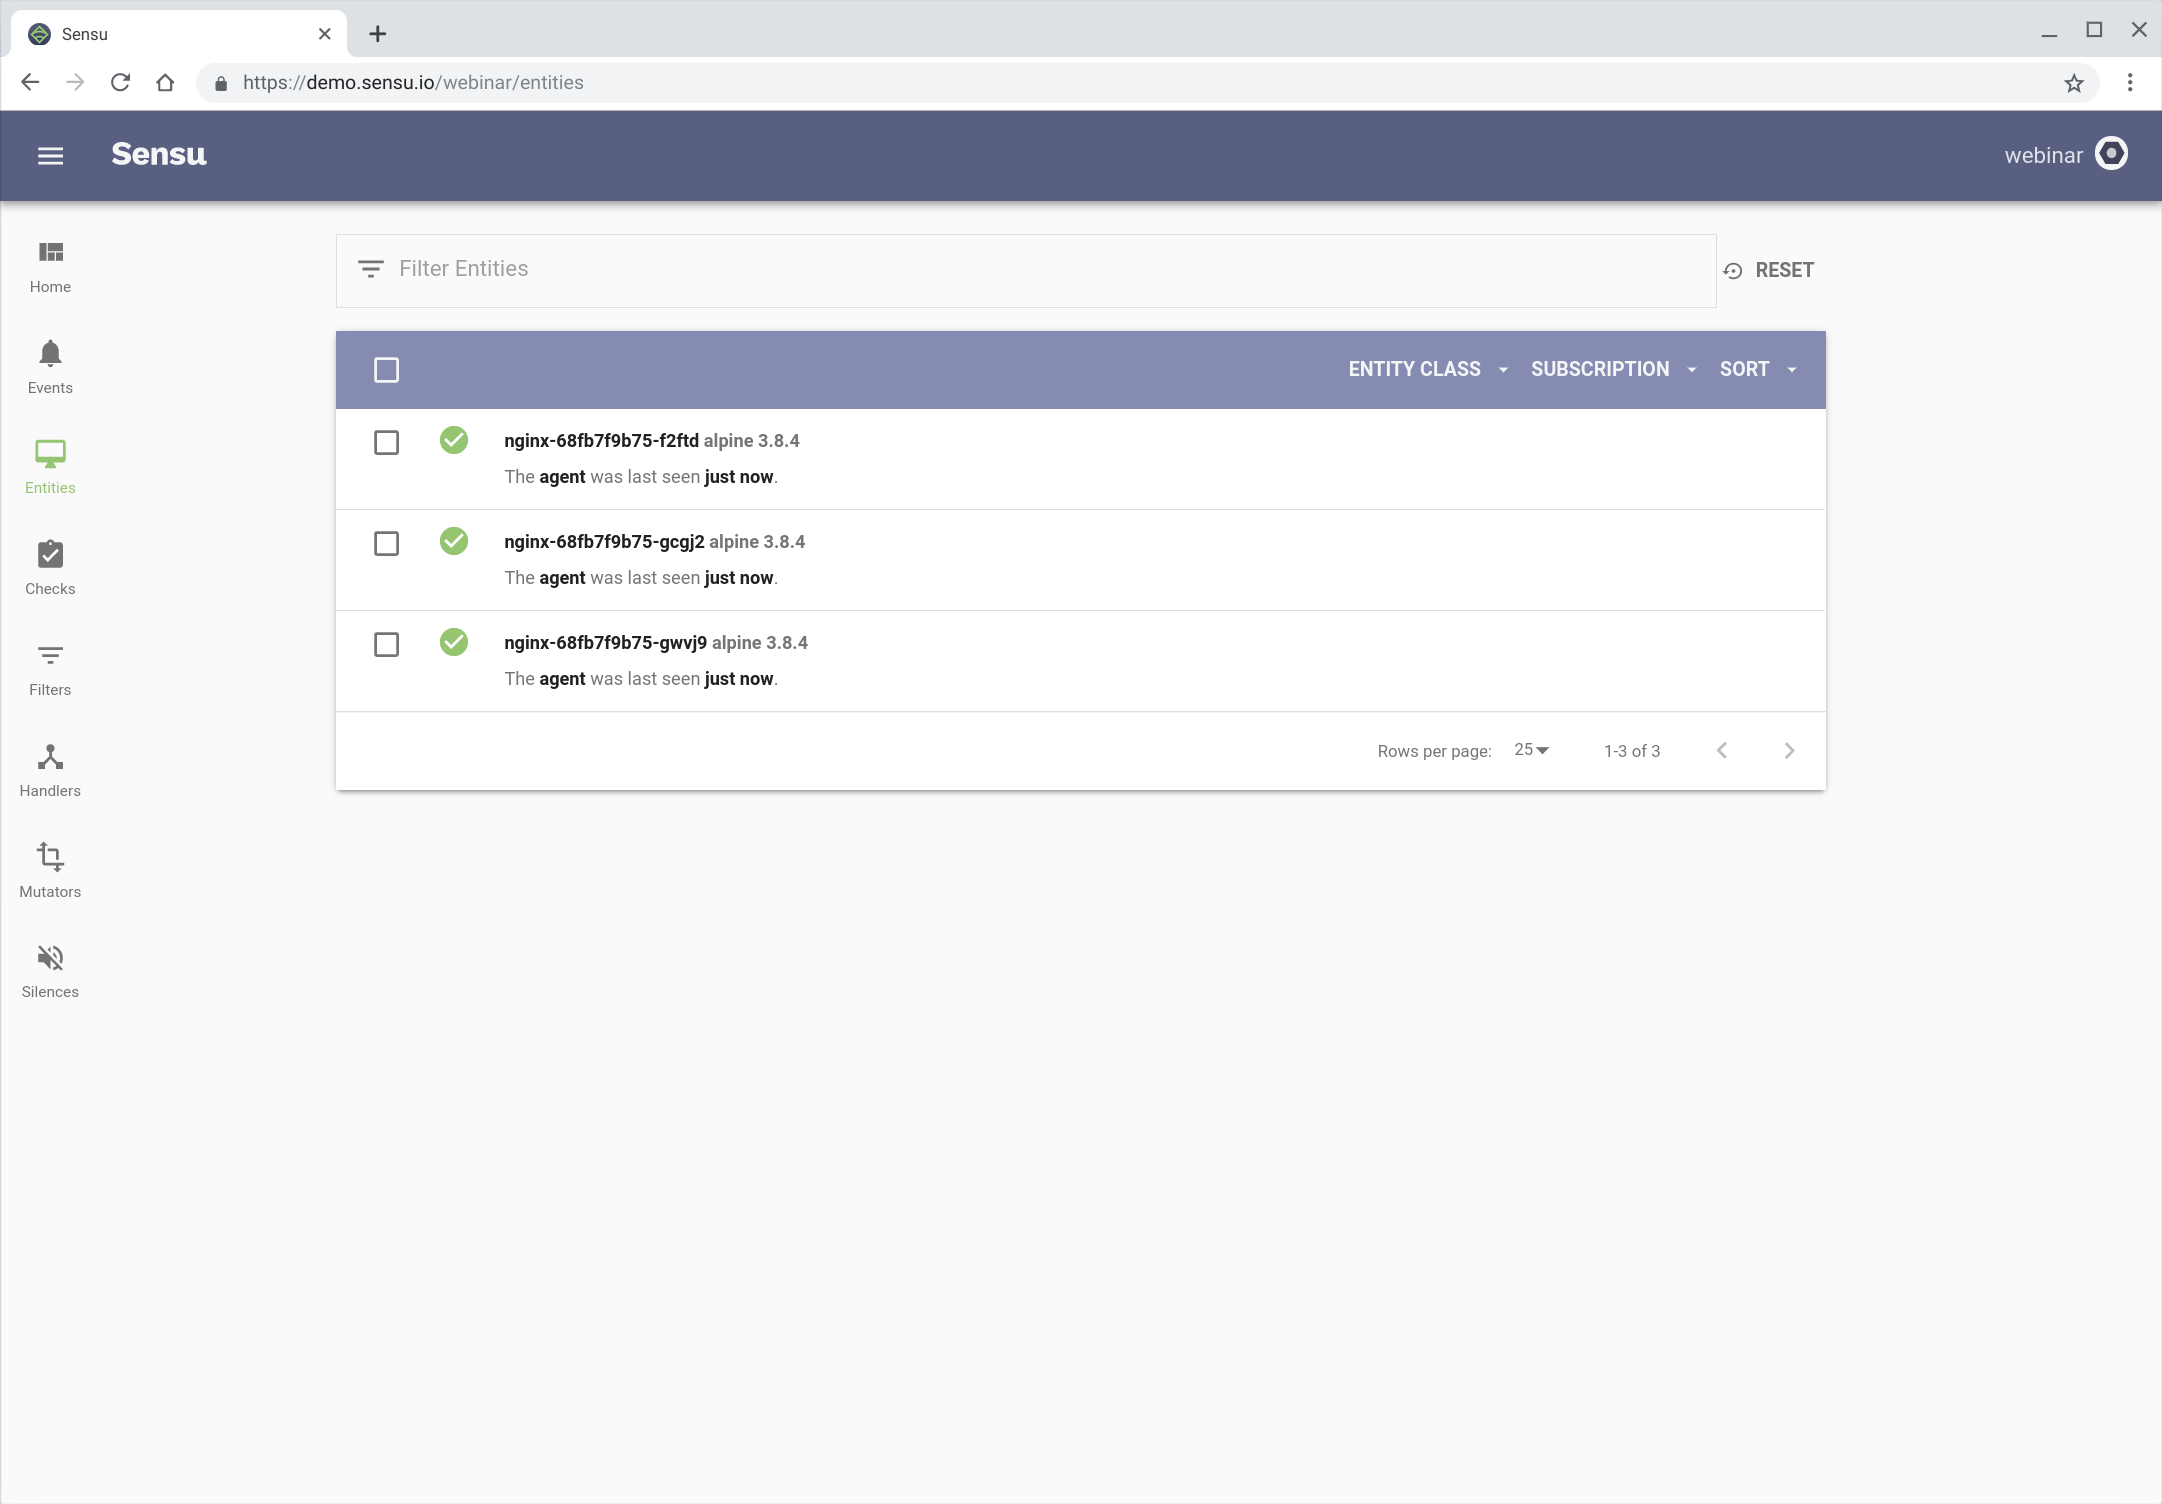 Sensu
https://demo.sensu.io/webinar/entities
Sensu
webinar
Home
Events
Entities
Checks
Filters
Handlers
Mutators
Silences
Filter Entities
RESET
ENTITY CLASS SUBSCRIPTION SORT
nginx-68fb7f9b75-f2ftd alpine 3.8.4
The agent was last seen just now.
nginx-68fb7f9b75-gcgj2 alpine 3.8.4
The agent was last seen just now.
nginx-68fb7f9b75-gwvj9 alpine 3.8.4
The agent was last seen just now.
Rows per page: 25 1-3 of 3